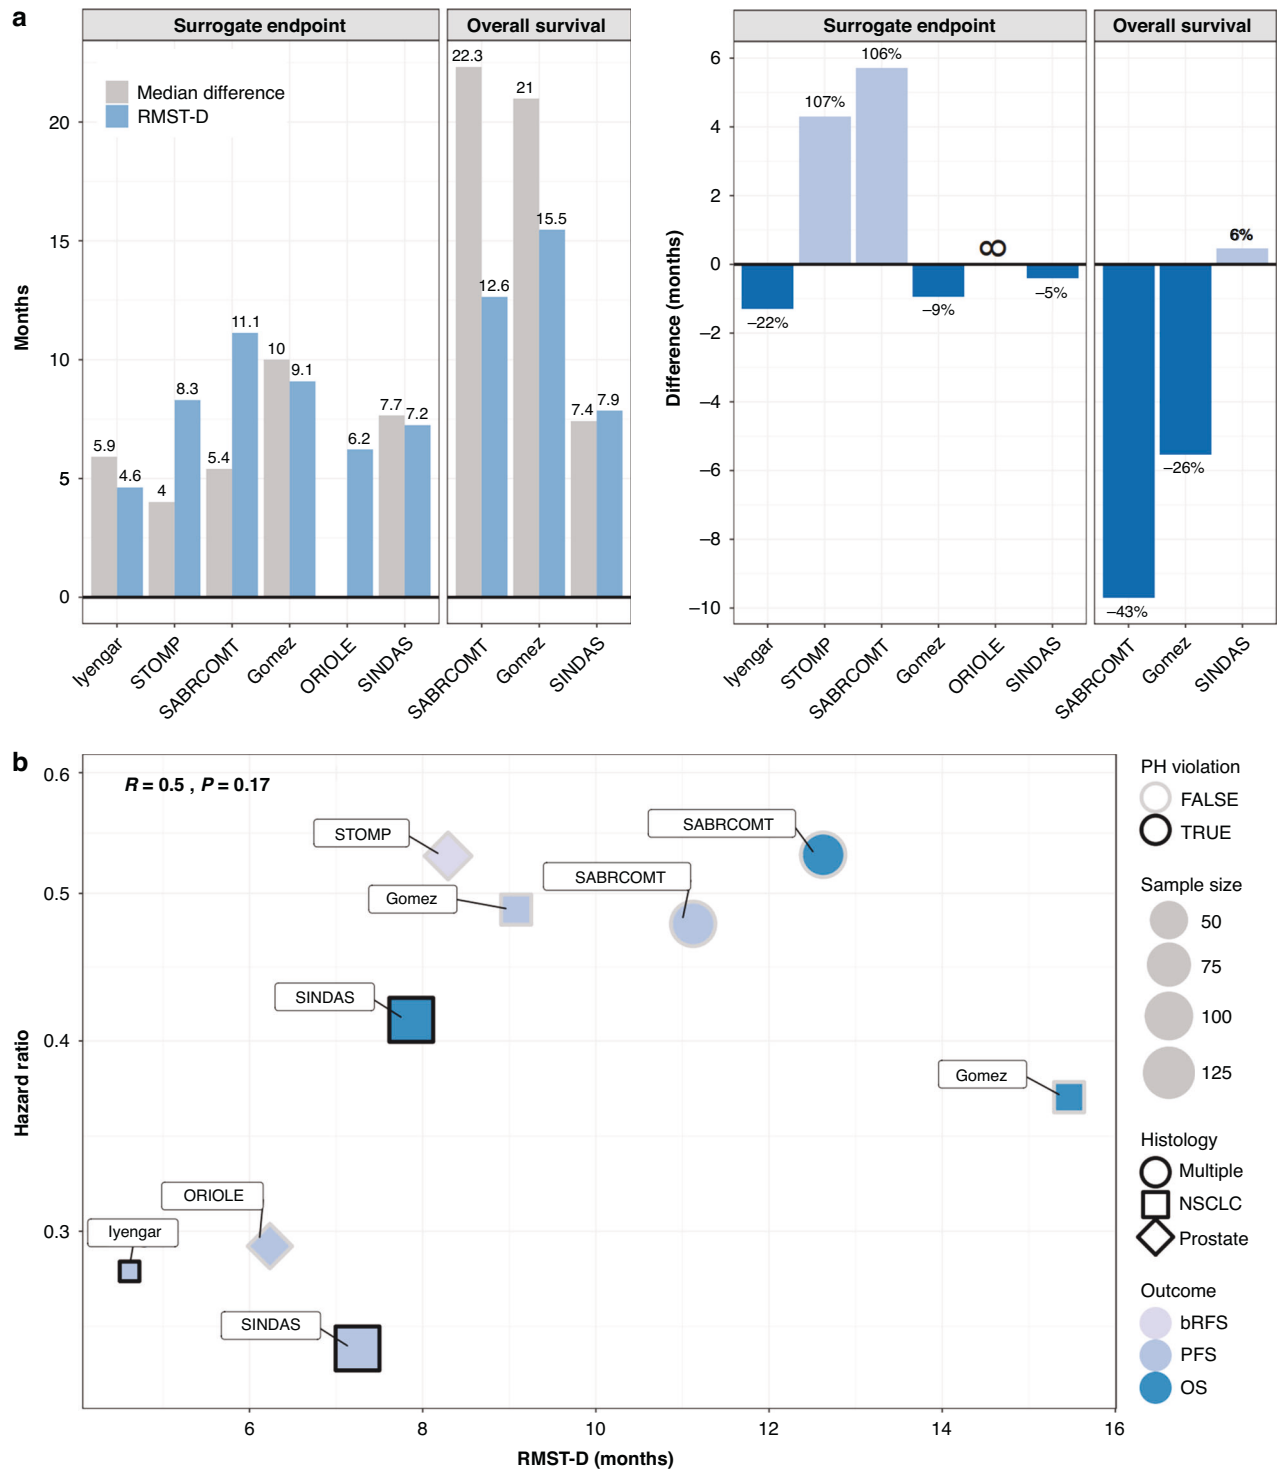 a
Surrogate endpoint
Overall survival
Median difference
RMST-D
Months
20
15
10
5
0
5.9
4.6
4
8.3
5.4
11.1
10
9.1
6.2
7.7
7.2
22.3
12.6
21
15.5
7.4
7.9
Iyengar
STOMP
SABRCOMT
Gomez
ORIOLE
SINDAS
SABRCOMT
Gomez
SINDAS
Surrogate endpoint
Overall survival
Difference (months)
6
4
2
0
−2
−4
−6
−8
−10
−22%
107%
106%
−9%
∞
−5%
−43%
−26%
6%
Iyengar
STOMP
SABRCOMT
Gomez
ORIOLE
SINDAS
SABRCOMT
Gomez
SINDAS
b
R = 0.5 , P = 0.17
Hazard ratio
0.6
0.5
0.4
0.3
STOMP
SABRCOMT
Gomez
SABRCOMT
SINDAS
Gomez
ORIOLE
Iyengar
SINDAS
6
8
10
12
14
16
RMST-D (months)
PH violation
FALSE
TRUE
Sample size
50
75
100
125
Histology
Multiple
NSCLC
Prostate
Outcome
bRFS
PFS
OS